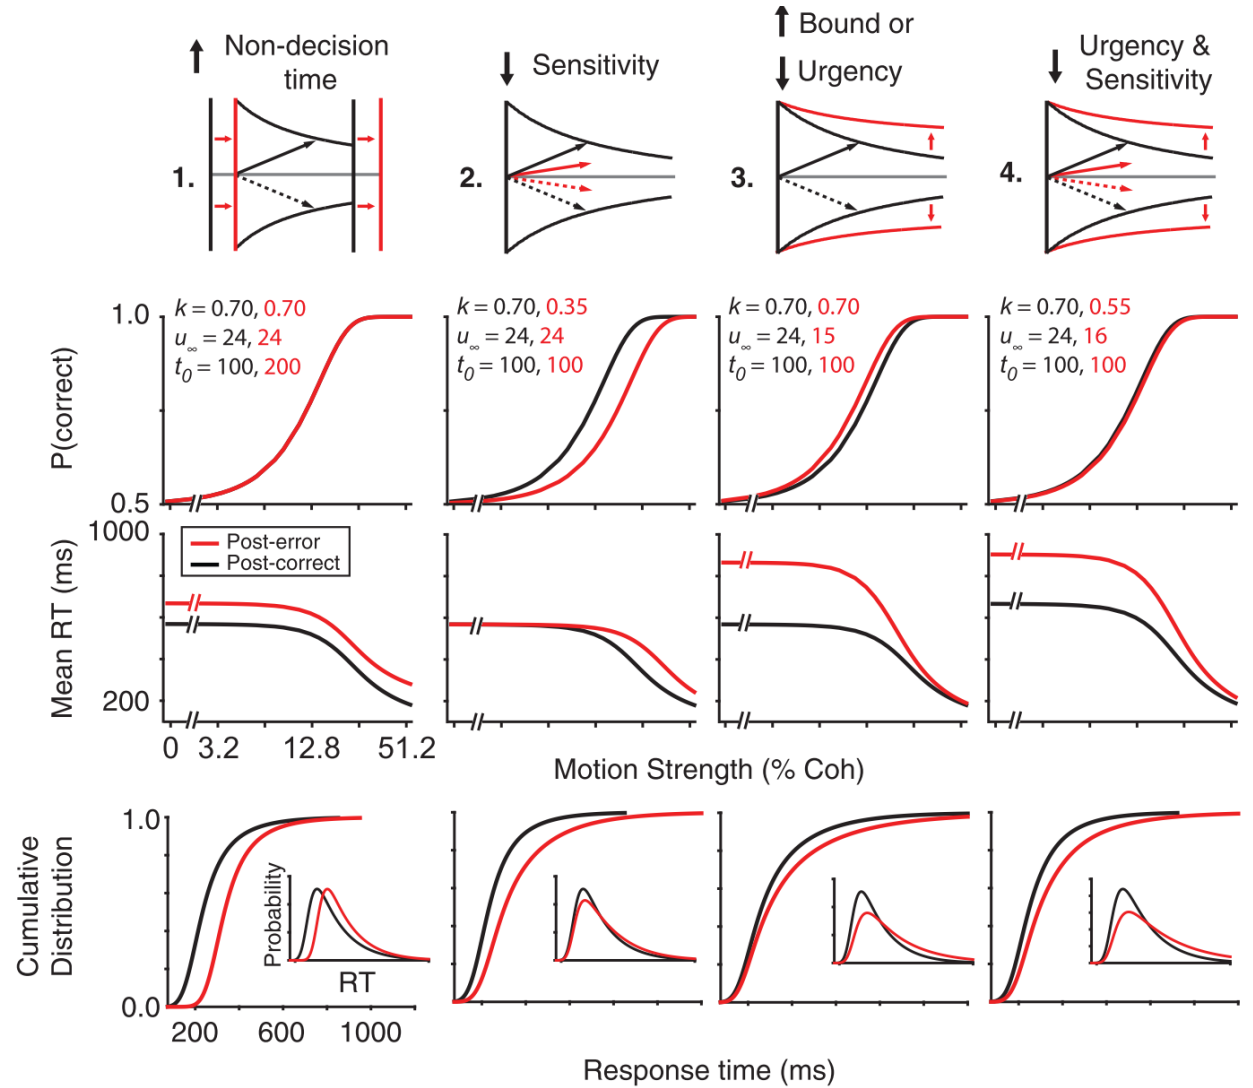 Non-decision
time
1.
Sensitivity
2.
Bound or
Urgency
3.
Urgency &
Sensitivity
4.
P(correct)
1.0
0.5
k = 0.70, 0.70
u∞ = 24, 24
t0 = 100, 200
k = 0.70, 0.35
u∞ = 24, 24
t0 = 100, 100
k = 0.70, 0.70
u∞ = 24, 15
t0 = 100, 100
k = 0.70, 0.55
u∞ = 24, 16
t0 = 100, 100
Mean RT (ms)
1000
200
Post-error
Post-correct
0 3.2 12.8 51.2
Motion Strength (% Coh)
Cumulative
Distribution
1.0
0.0
Probability
RT
200 600 1000
Response time (ms)